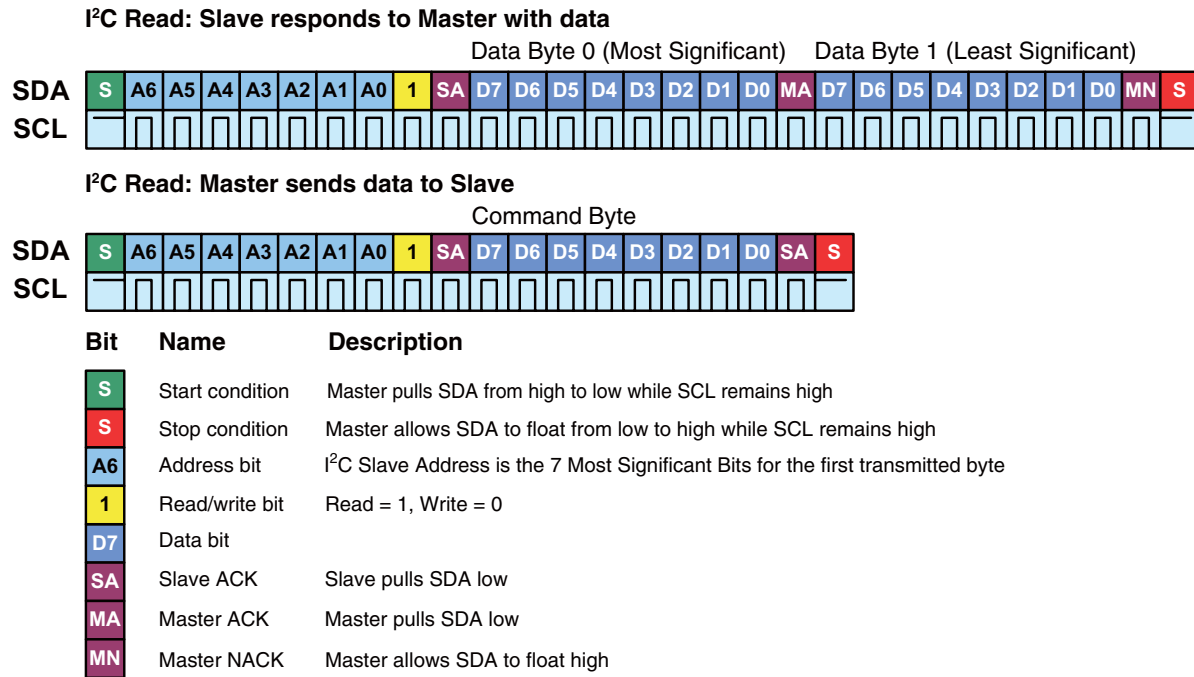 I²C Read: Slave responds to Master with data
Data Byte 0 (Most Significant) Data Byte 1 (Least Significant)
SDA S A6 A5 A4 A3 A2 A1 A0 1 SA D7 D6 D5 D4 D3 D2 D1 D0 MA D7 D6 D5 D4 D3 D2 D1 D0 MN S
SCL
I²C Read: Master sends data to Slave
Command Byte
SDA S A6 A5 A4 A3 A2 A1 A0 1 SA D7 D6 D5 D4 D3 D2 D1 D0 SA S
SCL
Bit Name Description
S Start condition Master pulls SDA from high to low while SCL remains high
S Stop condition Master allows SDA to float from low to high while SCL remains high
A6 Address bit I²C Slave Address is the 7 Most Significant Bits for the first transmitted byte
1 Read/write bit Read = 1, Write = 0
D7 Data bit
SA Slave ACK Slave pulls SDA low
MA Master ACK Master pulls SDA low
MN Master NACK Master allows SDA to float high